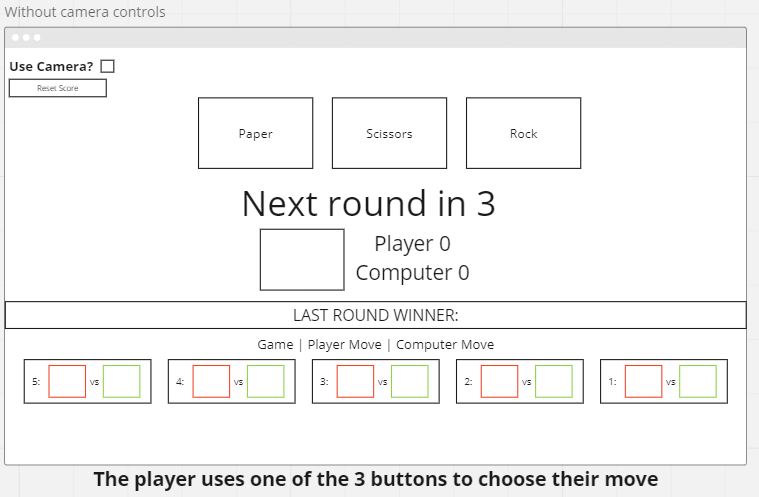 Without camera controls
Use Camera?
Reset Score
Paper Scissors Rock
Next round in 3
Player 0
Computer 0
LAST ROUND WINNER:
Game | Player Move | Computer Move
5: vs 4: vs 3: vs 2: vs 1: vs
The player uses one of the 3 buttons to choose their move